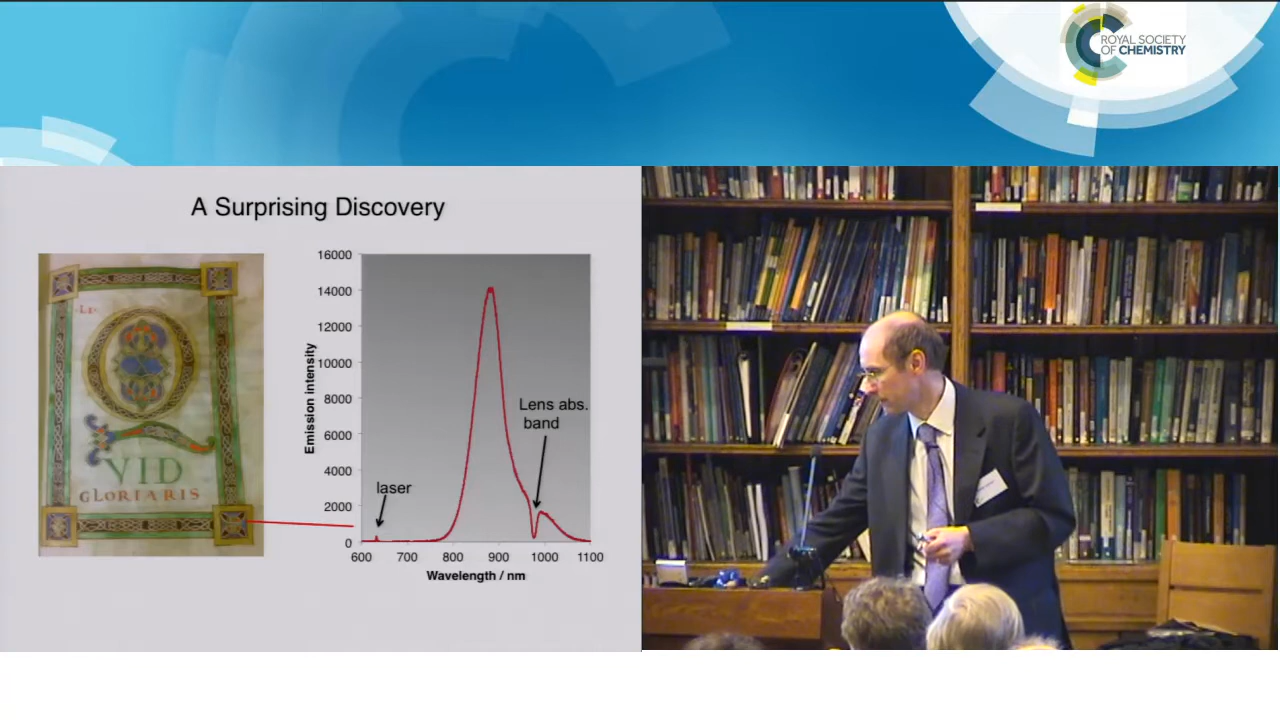 ROYAL SOCIETY
OF CHEMISTRY
A Surprising Discovery
VID
GLORIARIS
Emission intensity
16000
14000
12000
10000
8000
6000
4000
2000
0
laser
Lens abs.
band
600 700 800 900 1000 1100
Wavelength / nm